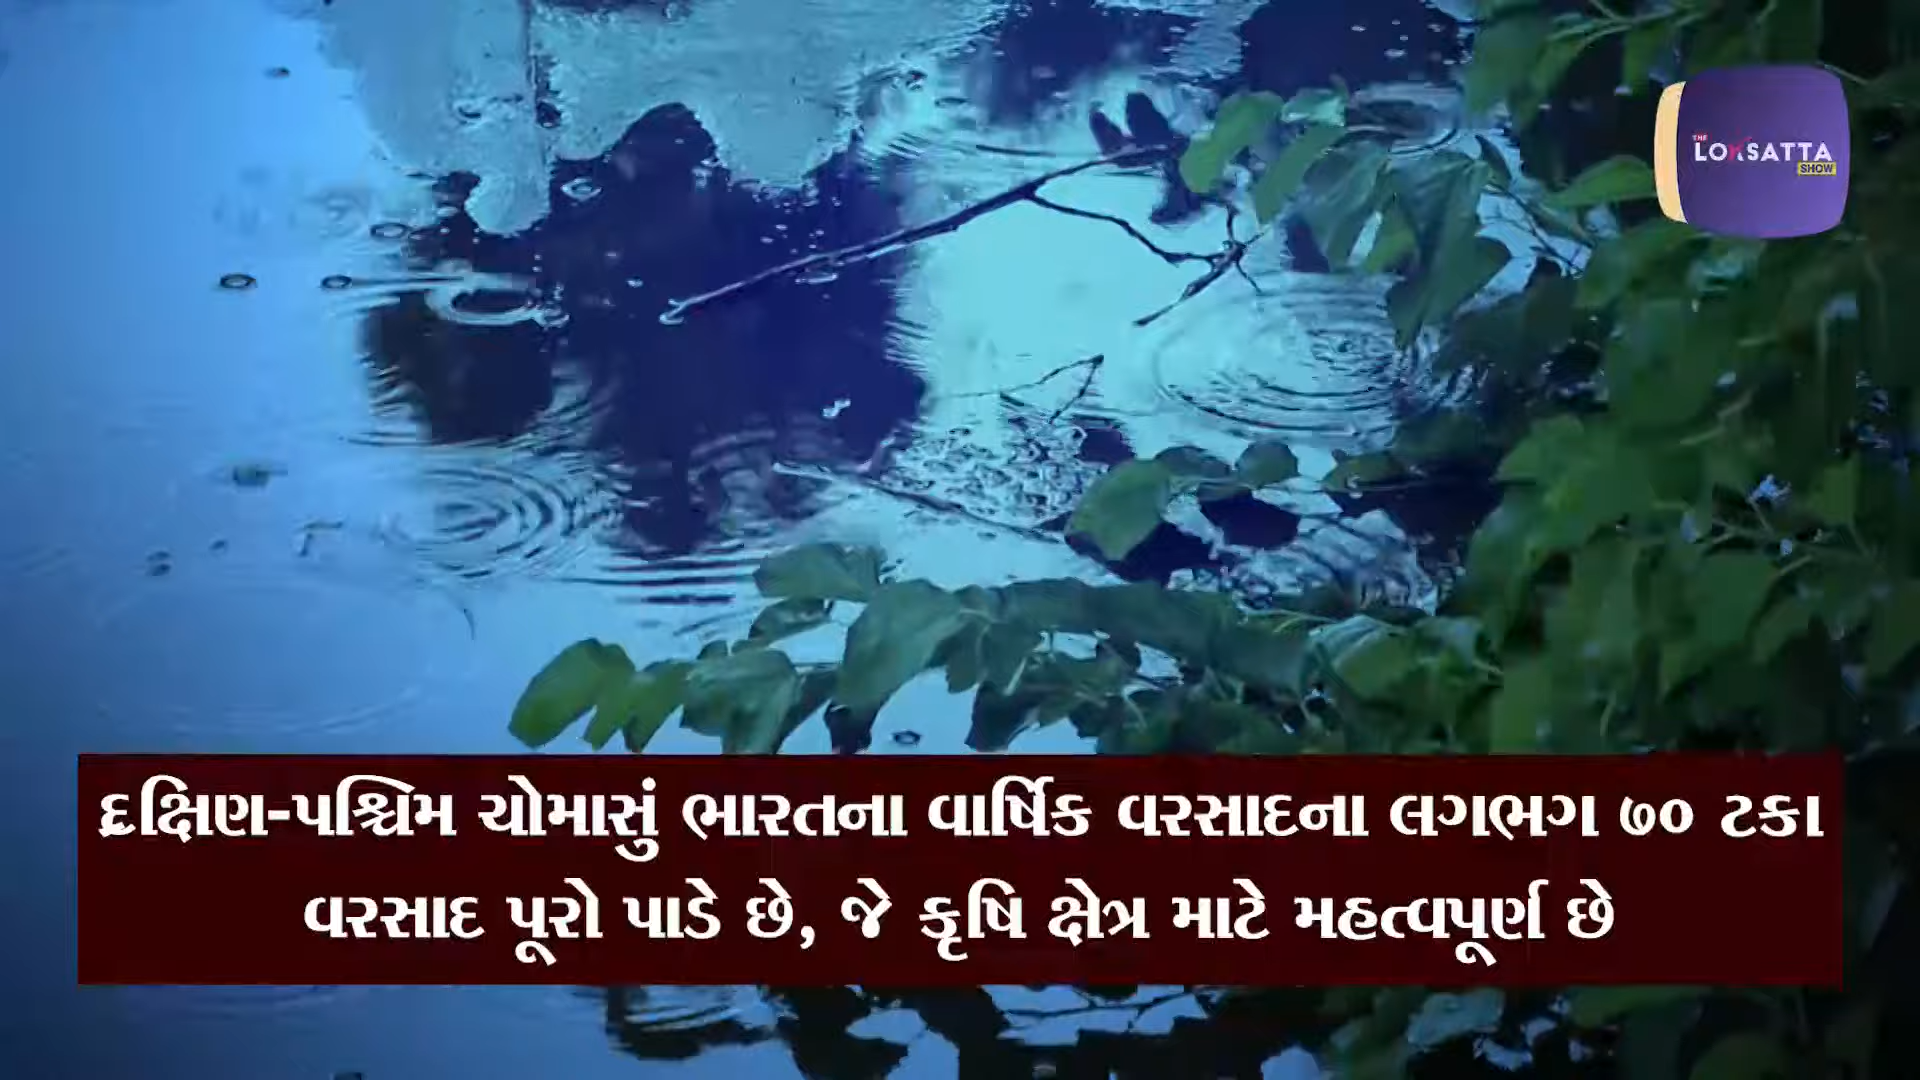 THE
LOKSATTA
SHOW
દક્ષિણ-પશ્ચિમ ચોમાસું ભારતના વાર્ષિક વરસાદના લગભગ ૭૦ ટકા
વરસાદ પૂરો પાડે છે, જે કૃષિ ક્ષેત્ર માટે મહત્વપૂર્ણ છે